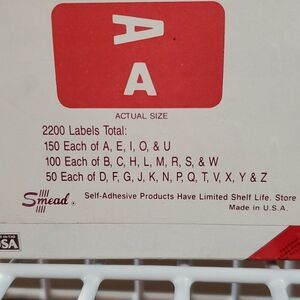 A
A
ACTUAL SIZE
2200 Labels Total:
150 Each of A, E, I, O, & U
100 Each of B, C, H, L, M, R, S, & W
50 Each of D, F, G, J, K, N, P, Q, T, V, X, Y & Z
Smead® Self-Adhesive Products Have Limited Shelf Life. Store
Made in U.S.A.
USA